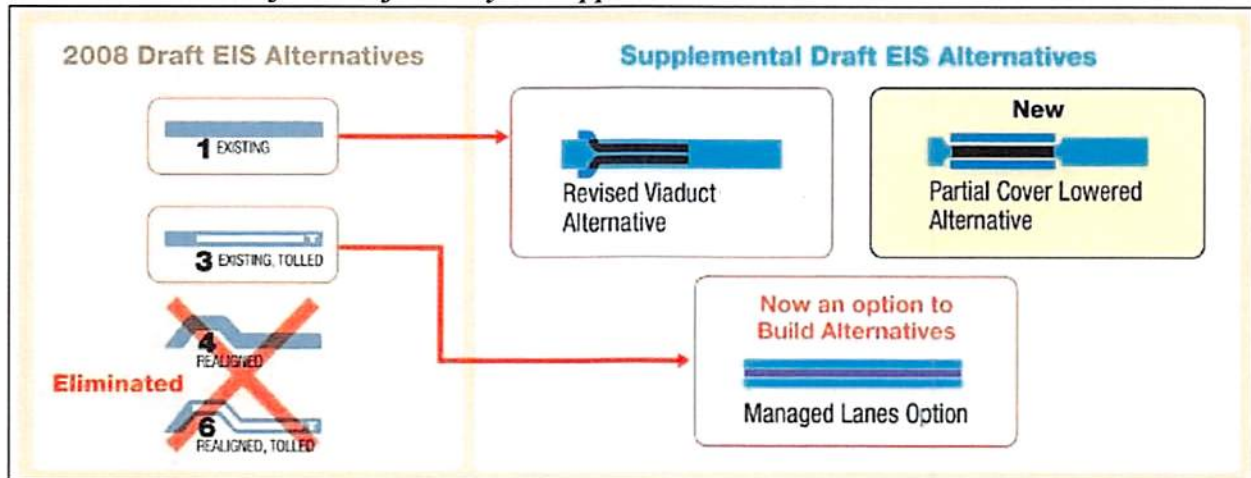 2008 Draft EIS Alternatives
1 EXISTING
3 EXISTING, TOLLED
4
REALIGNED
Eliminated
6
REALIGNED, TOLLED
Supplemental Draft EIS Alternatives
Revised Viaduct
Alternative
New
Partial Cover Lowered
Alternative
Now an option to
Build Alternatives
Managed Lanes Option